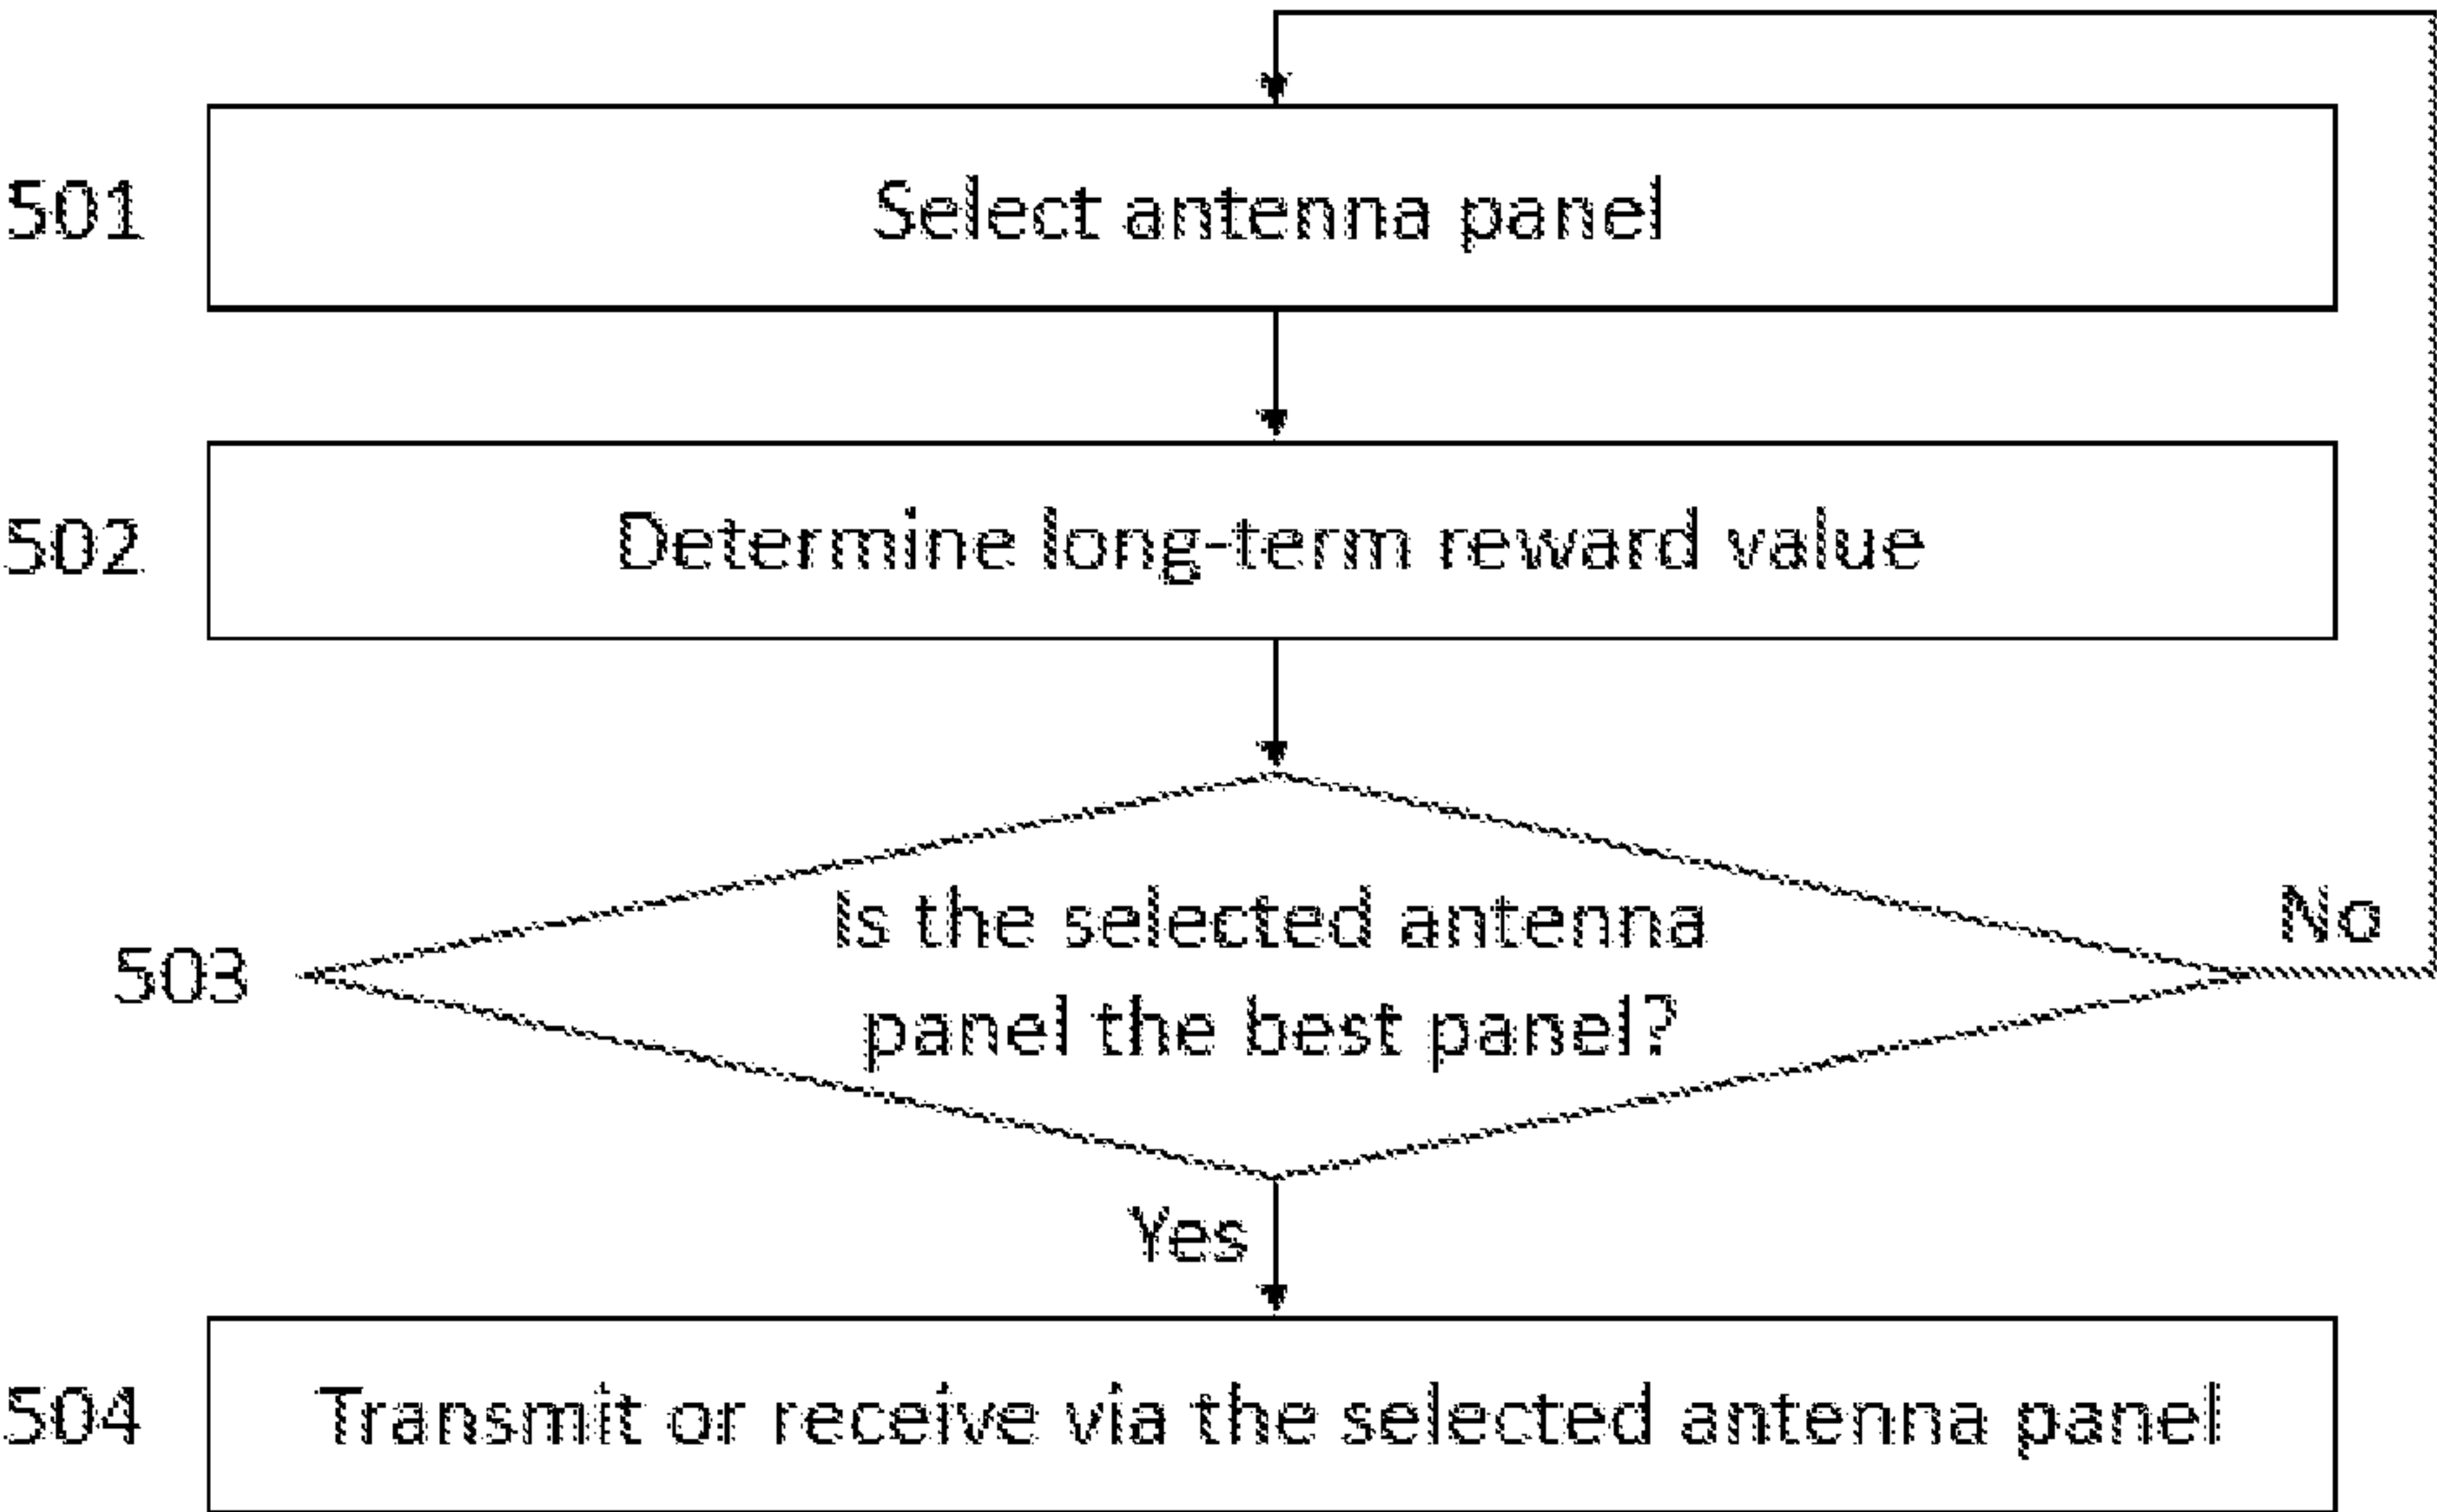 501 Select antenna panel
502 Determine long-term reward value
Is the selected antenna
No
503
panel the best panel?
Yes
504 Transmit or receive via the selected antenna panel